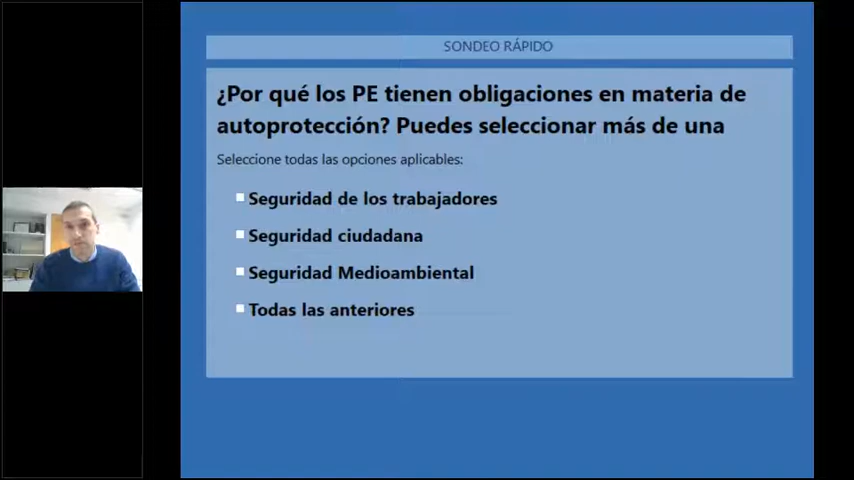 SONDEO RÁPIDO
¿Por qué los PE tienen obligaciones en materia de
autoprotección? Puedes seleccionar más de una
Seleccione todas las opciones aplicables:
Seguridad de los trabajadores
Seguridad ciudadana
Seguridad Medioambiental
Todas las anteriores